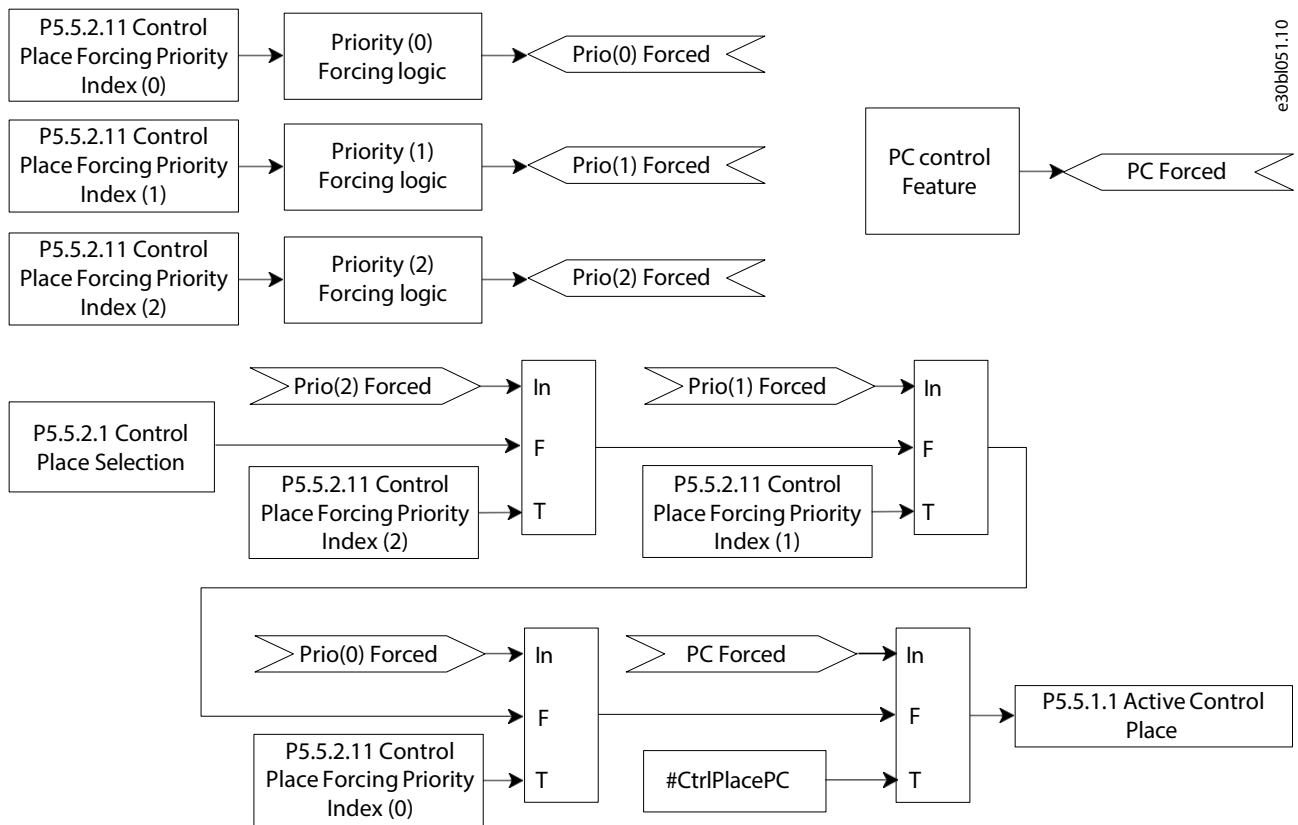 P5.5.2.11 Control
Place Forcing Priority
Index (0)
Priority (0)
Forcing logic
Prio(0) Forced
e30bl051.10
P5.5.2.11 Control
Place Forcing Priority
Index (1)
Priority (1)
Forcing logic
Prio(1) Forced
PC control
Feature
PC Forced
P5.5.2.11 Control
Place Forcing Priority
Index (2)
Priority (2)
Forcing logic
Prio(2) Forced
P5.5.2.1 Control
Place Selection
Prio(2) Forced
P5.5.2.11 Control
Place Forcing Priority
Index (2)
In
F
T
Prio(1) Forced
P5.5.2.11 Control
Place Forcing Priority
Index (1)
In
F
T
Prio(0) Forced
P5.5.2.11 Control
Place Forcing Priority
Index (0)
In
F
T
PC Forced
#CtrlPlacePC
In
F
T
P5.5.1.1 Active Control
Place